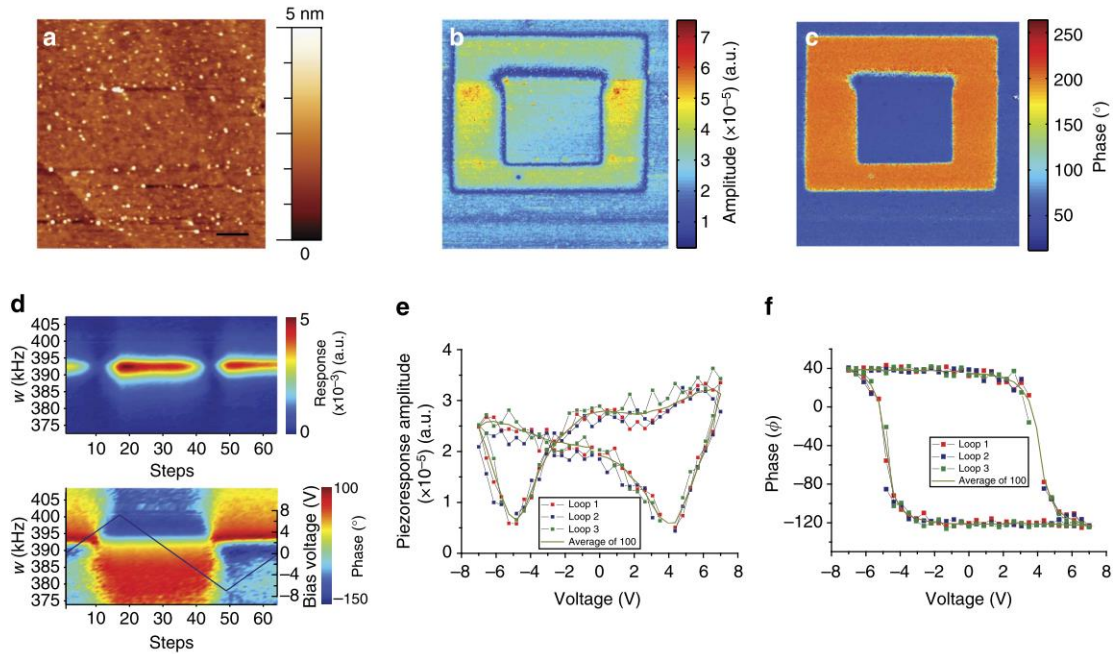 a
5 nm
0
b
7
6
5
4
3
2
1
Amplitude (×10⁻⁵) (a.u.)
c
250
200
150
100
50
Phase (°)
d
405
400
395
390
385
380
375
w (kHz)
10 20 30 40 50 60
Steps
5
0
Response
(×10⁻³) (a.u.)
405
400
395
390
385
380
375
w (kHz)
10 20 30 40 50 60
Steps
8
4
0
−4
−8
Bias voltage (V)
100
−150
Phase (°)
e
4
3
2
1
0
Piezoresponse amplitude
(×10⁻⁵) (a.u.)
Loop 1
Loop 2
Loop 3
Average of 100
−8 −6 −4 −2 0 2 4 6 8
Voltage (V)
f
40
0
−40
−80
−120
Phase (ϕ)
Loop 1
Loop 2
Loop 3
Average of 100
−8 −6 −4 −2 0 2 4 6 8
Voltage (V)